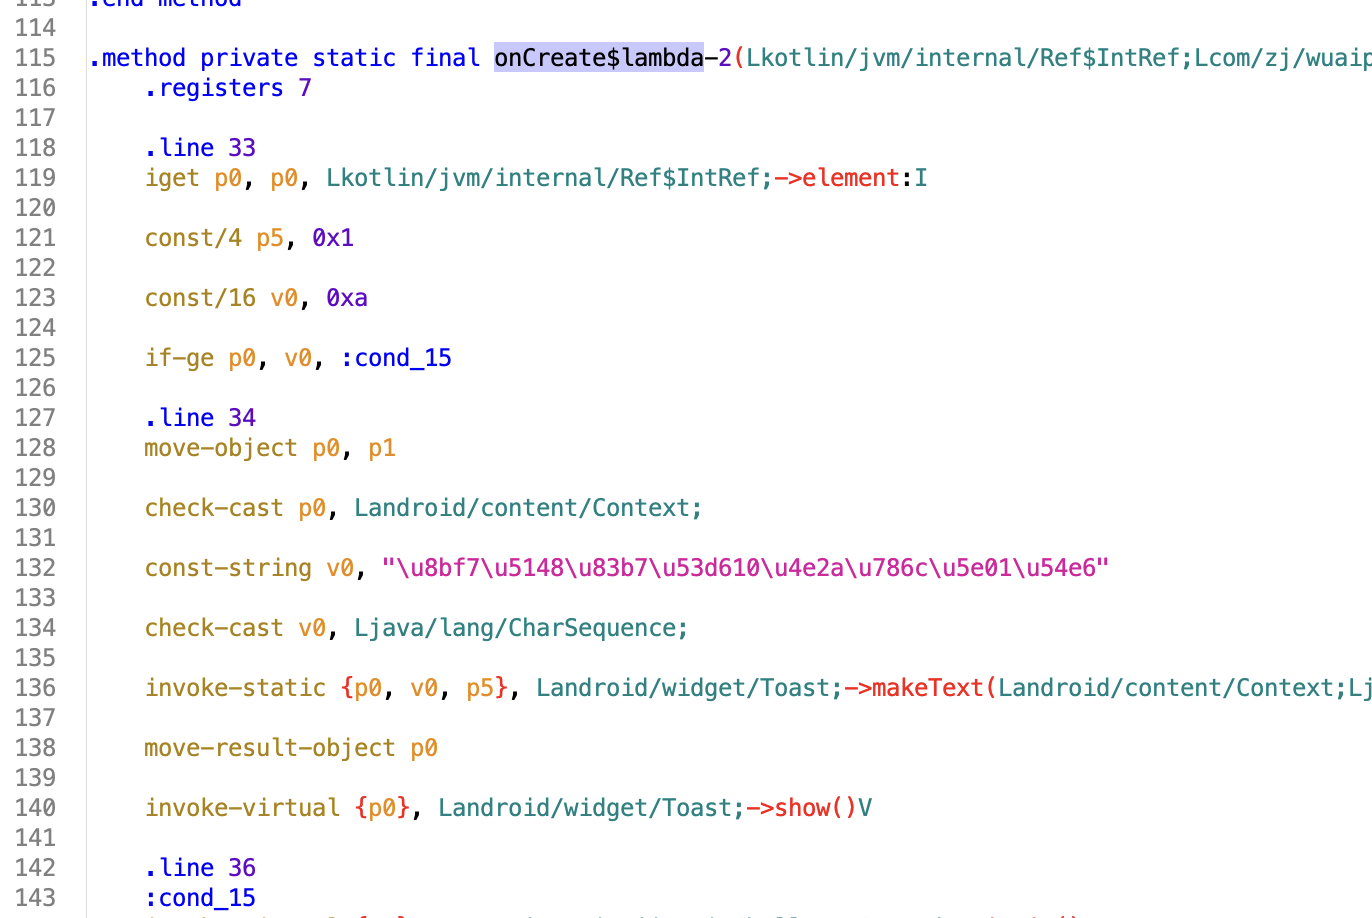 113 .end method
114
115 .method private static final onCreate$lambda-2(Lkotlin/jvm/internal/Ref$IntRef;Lcom/zj/wuaip
116 .registers 7
117
118 .line 33
119 iget p0, p0, Lkotlin/jvm/internal/Ref$IntRef;->element:I
120
121 const/4 p5, 0x1
122
123 const/16 v0, 0xa
124
125 if-ge p0, v0, :cond_15
126
127 .line 34
128 move-object p0, p1
129
130 check-cast p0, Landroid/content/Context;
131
132 const-string v0, "\u8bf7\u5148\u83b7\u53d610\u4e2a\u786c\u5e01\u54e6"
133
134 check-cast v0, Ljava/lang/CharSequence;
135
136 invoke-static {p0, v0, p5}, Landroid/widget/Toast;->makeText(Landroid/content/Context;Lj
137
138 move-result-object p0
139
140 invoke-virtual {p0}, Landroid/widget/Toast;->show()V
141
142 .line 36
143 :cond_15